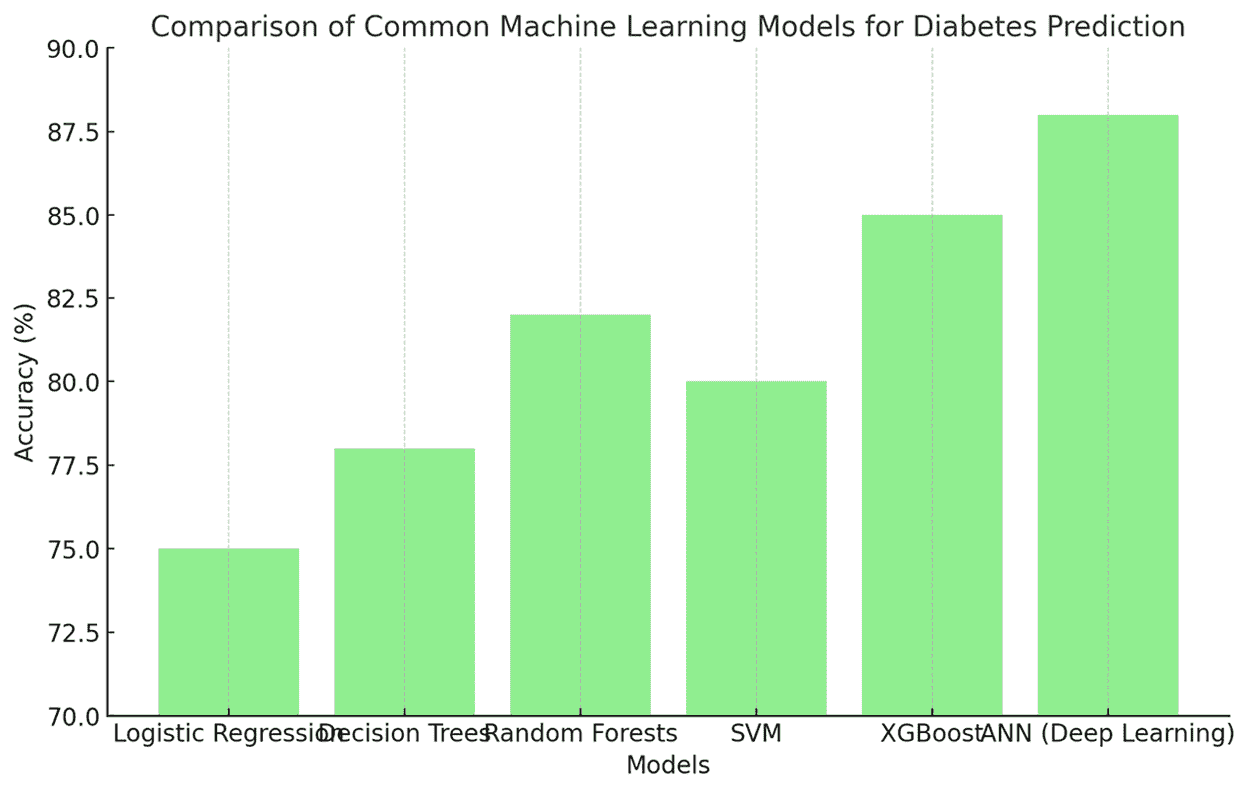 Comparison of Common Machine Learning Models for Diabetes Prediction
90.0
87.5
85.0
82.5
80.0
77.5
75.0
72.5
70.0
Accuracy (%)
Logistic Regression Decision Trees Random Forests SVM XGBoost ANN (Deep Learning)
Models